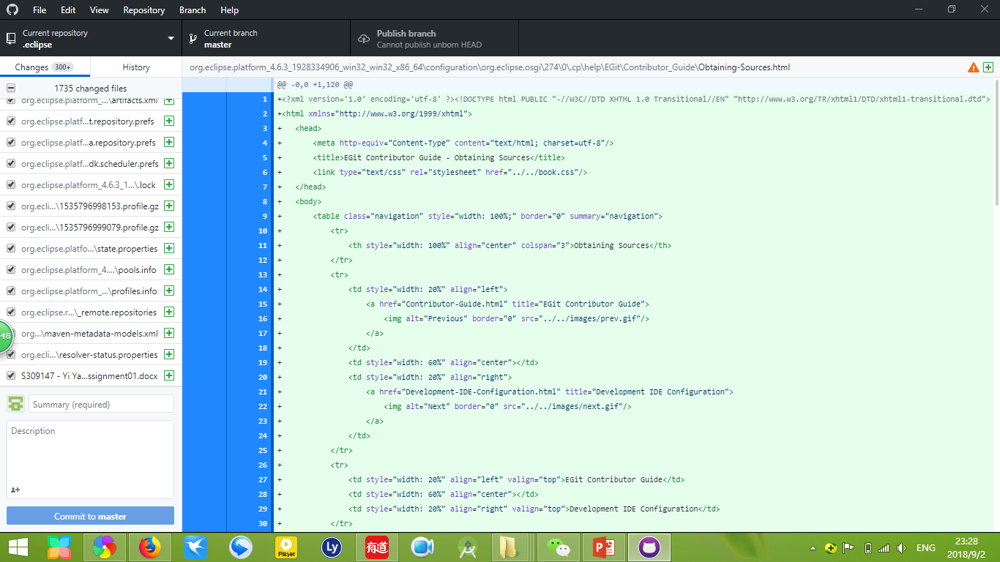 File Edit View Repository Branch Help
Current repository
.eclipse
Current branch
master
Publish branch
Cannot publish unborn HEAD
Changes 300+ History
org.eclipse.platform_4.6.3_1928334906_win32_win32_x86_64\configuration\org.eclipse.osgi\274\0\.cp\help\EGit\Contributor_Guide\Obtaining-Sources.html
1735 changed files
org.eclipse.platform_...\artifacts.xml
org.eclipse.platf...t.repository.prefs
org.eclipse.platf...a.repository.prefs
org.eclipse.platf...dk.scheduler.prefs
org.eclipse.platform_4.6.3_1...\.lock
org.ecli...\1535796998153.profile.gz
org.ecli...\1535796999079.profile.gz
org.eclipse.platfo...\state.properties
org.eclipse.platform_4....\pools.info
org.eclipse.platform_...\profiles.info
org.eclipse.r..._remote.repositories
48
org...\maven-metadata-models.xml
org.ecli...\resolver-status.properties
S309147 - Yi Ya...ssignment01.docx
Summary (required)
Description
Commit to master
@@ -0,0 +1,120 @@
1 +<?xml version='1.0' encoding='utf-8' ?><!DOCTYPE html PUBLIC "-//W3C//DTD XHTML 1.0 Transitional//EN" "http://www.w3.org/TR/xhtml1/DTD/xhtml1-transitional.dtd">
2 +<html xmlns="http://www.w3.org/1999/xhtml">
3 + <head>
4 + <meta http-equiv="Content-Type" content="text/html; charset=utf-8"/>
5 + <title>EGit Contributor Guide - Obtaining Sources</title>
6 + <link type="text/css" rel="stylesheet" href="../../book.css"/>
7 + </head>
8 + <body>
9 + <table class="navigation" style="width: 100%;" border="0" summary="navigation">
10 + <tr>
11 + <th style="width: 100%" align="center" colspan="3">Obtaining Sources</th>
12 + </tr>
13 + <tr>
14 + <td style="width: 20%" align="left">
15 + <a href="Contributor-Guide.html" title="EGit Contributor Guide">
16 + <img alt="Previous" border="0" src="../../images/prev.gif"/>
17 + </a>
18 + </td>
19 + <td style="width: 60%" align="center"></td>
20 + <td style="width: 20%" align="right">
21 + <a href="Development-IDE-Configuration.html" title="Development IDE Configuration">
22 + <img alt="Next" border="0" src="../../images/next.gif"/>
23 + </a>
24 + </td>
25 + </tr>
26 + <tr>
27 + <td style="width: 20%" align="left" valign="top">EGit Contributor Guide</td>
28 + <td style="width: 60%" align="center"></td>
29 + <td style="width: 20%" align="right" valign="top">Development IDE Configuration</td>
30 + </tr>
Player
Ly
有道
P
ENG
23:28
2018/9/2